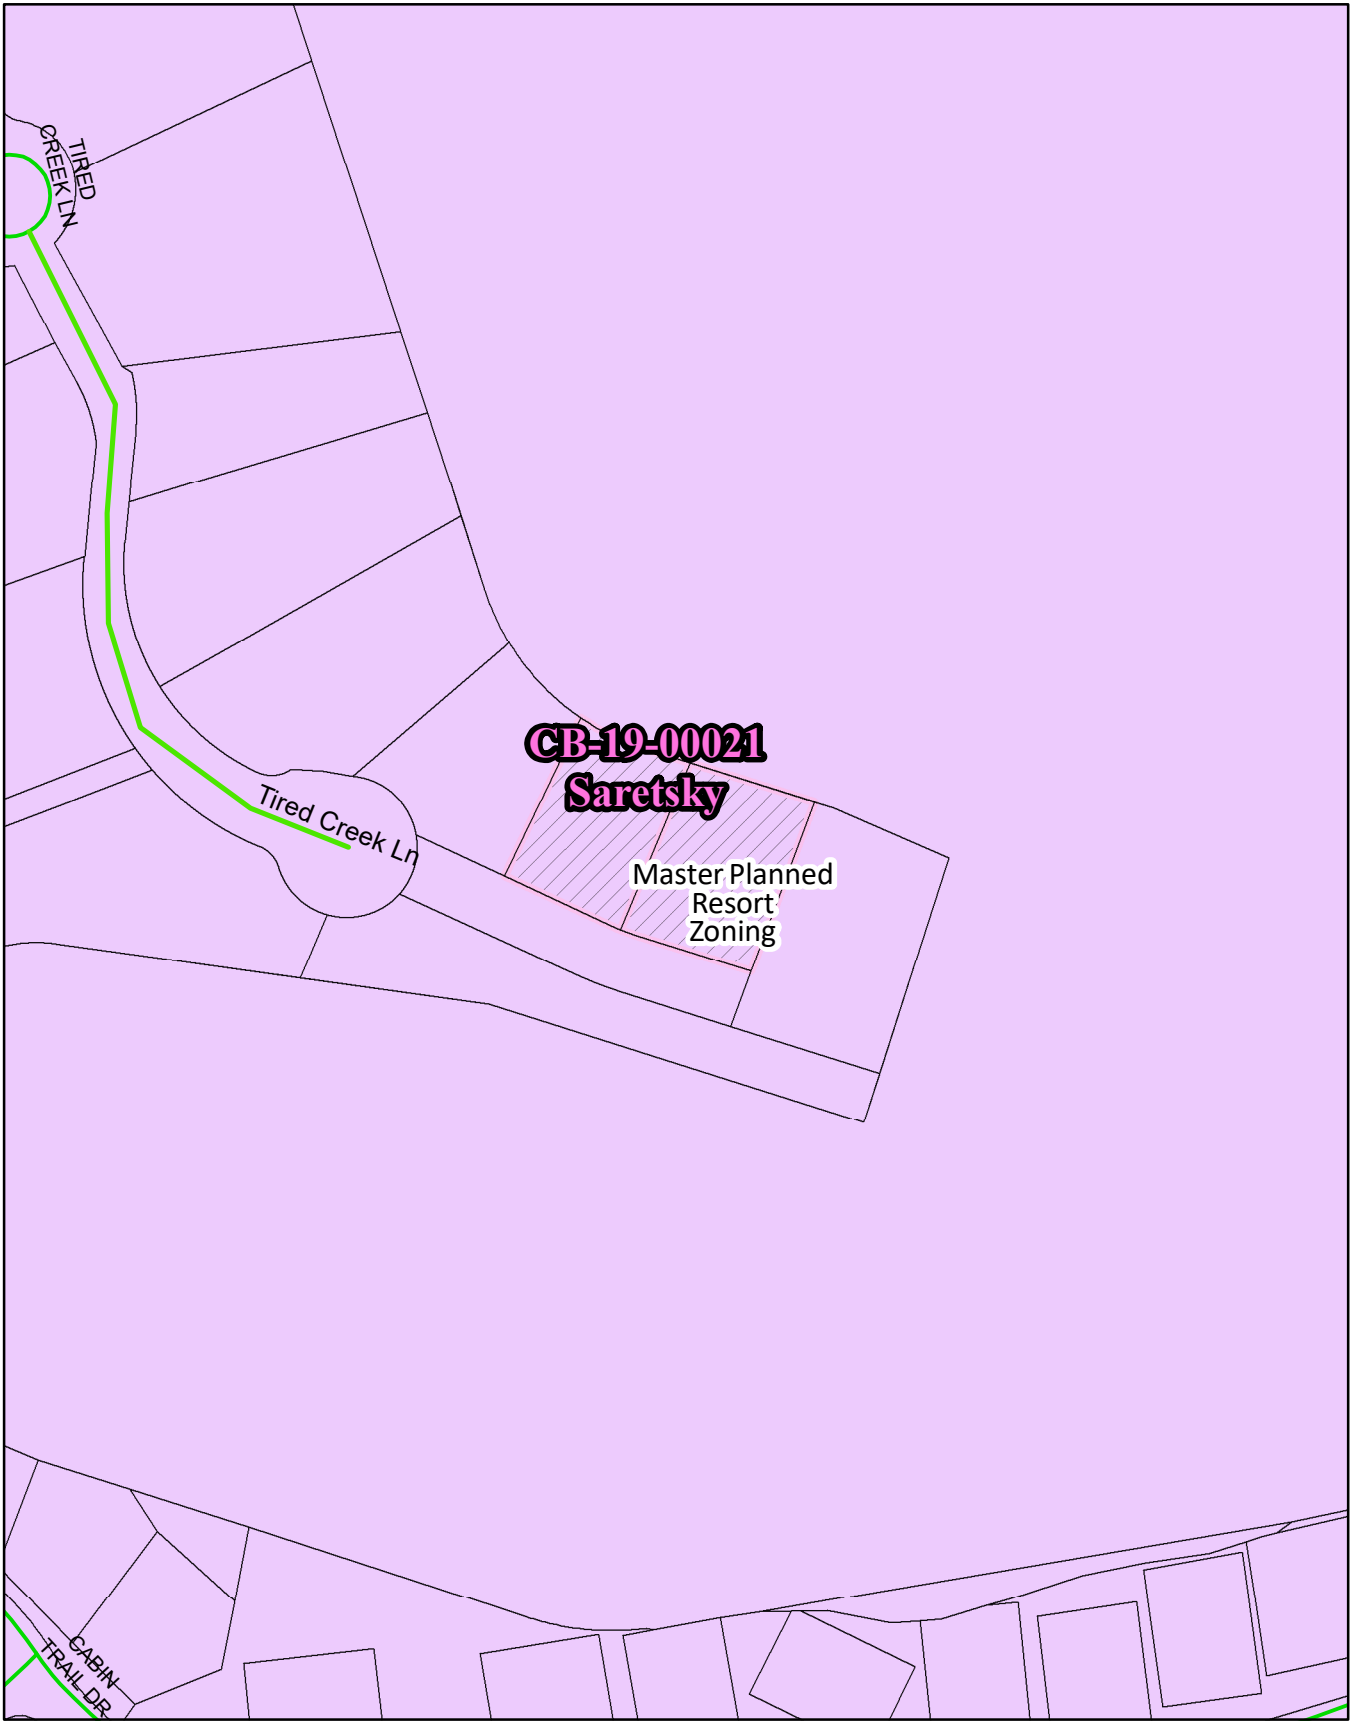 TIRED
CREEK LN
CB-19-00021
Saretsky
Tired Creek Ln
Master Planned
Resort
Zoning
CABIN
TRAIL DR